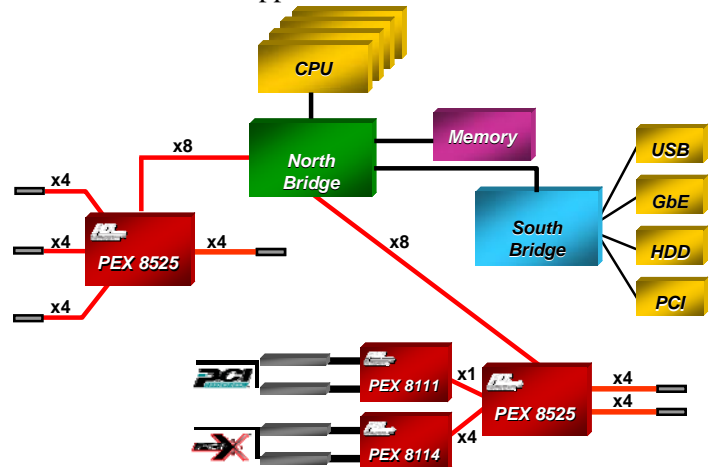 CPU
x8
North
Bridge
Memory
USB
GbE
HDD
PCI
South
Bridge
x4
x4
x4
PEX 8525
x4
x8
PCI
PEX 8111
x1
PEX 8525
x4
x4
PEX 8114
x4